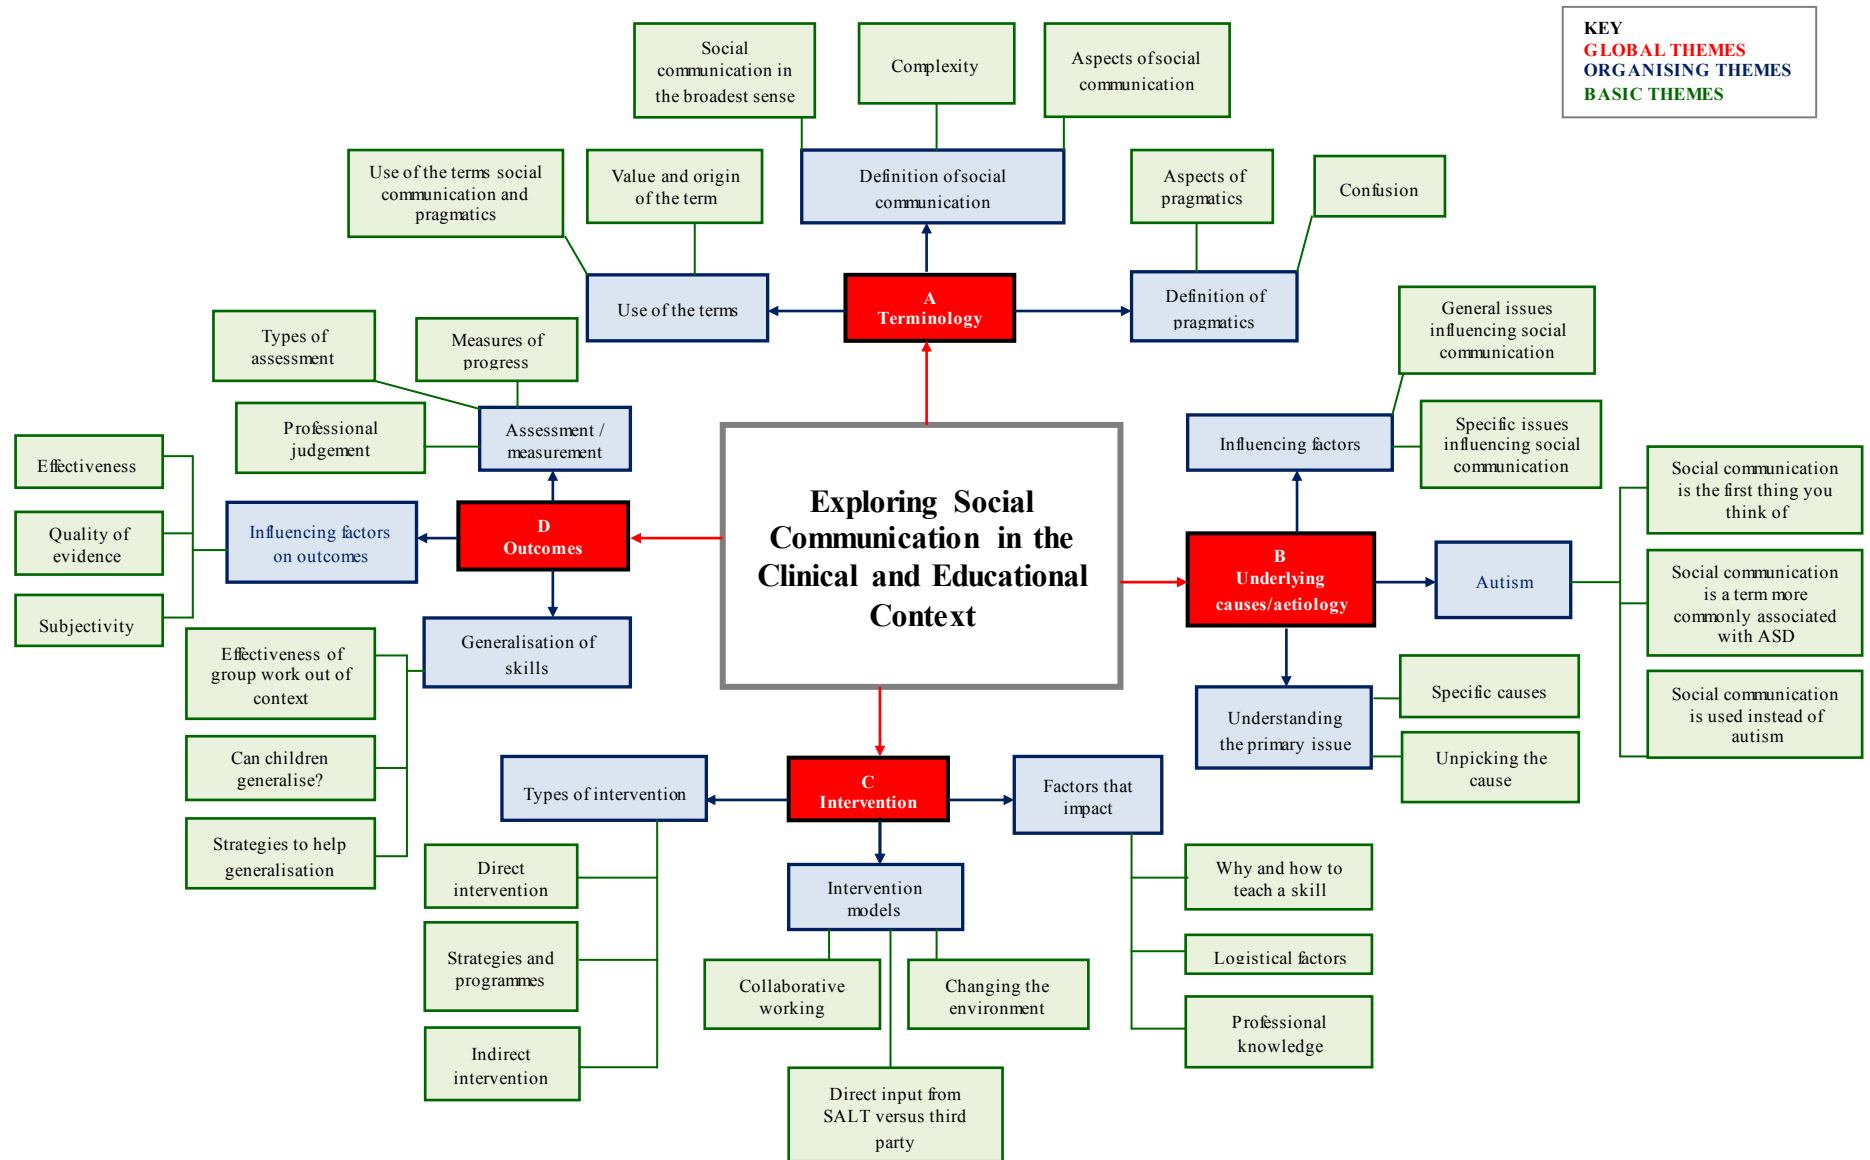 KEY
GLOBAL THEMES
ORGANISING THEMES
BASIC THEMES
Social
communication in
the broadest sense
Complexity
Aspects of social
communication
Use of the terms social
communication and
pragmatics
Value and origin
of the term
Definition of social
communication
Aspects of
pragmatics
Confusion
Use of the terms
A
Terminology
Definition of
pragmatics
Types of
assessment
Measures of
progress
General issues
influencing social
communication
Professional
judgement
Assessment /
measurement
Influencing factors
Specific issues
influencing social
communication
Effectiveness
Quality of
evidence
Subjectivity
Influencing factors
on outcomes
D
Outcomes
Exploring Social
Communication in the
Clinical and Educational
Context
B
Underlying
causes/aetiology
Autism
Social communication
is the first thing you
think of
Social communication
is a term more
commonly associated
with ASD
Social communication
is used instead of
autism
Generalisation of
skills
Effectiveness of
group work out of
context
Can children
generalise?
Strategies to help
generalisation
Understanding
the primary issue
Specific causes
Unpicking the
cause
Types of intervention
C
Intervention
Factors that
impact
Direct
intervention
Strategies and
programmes
Indirect
intervention
Intervention
models
Collaborative
working
Changing the
environment
Direct input from
SALT versus third
party
Why and how to
teach a skill
Logistical factors
Professional
knowledge